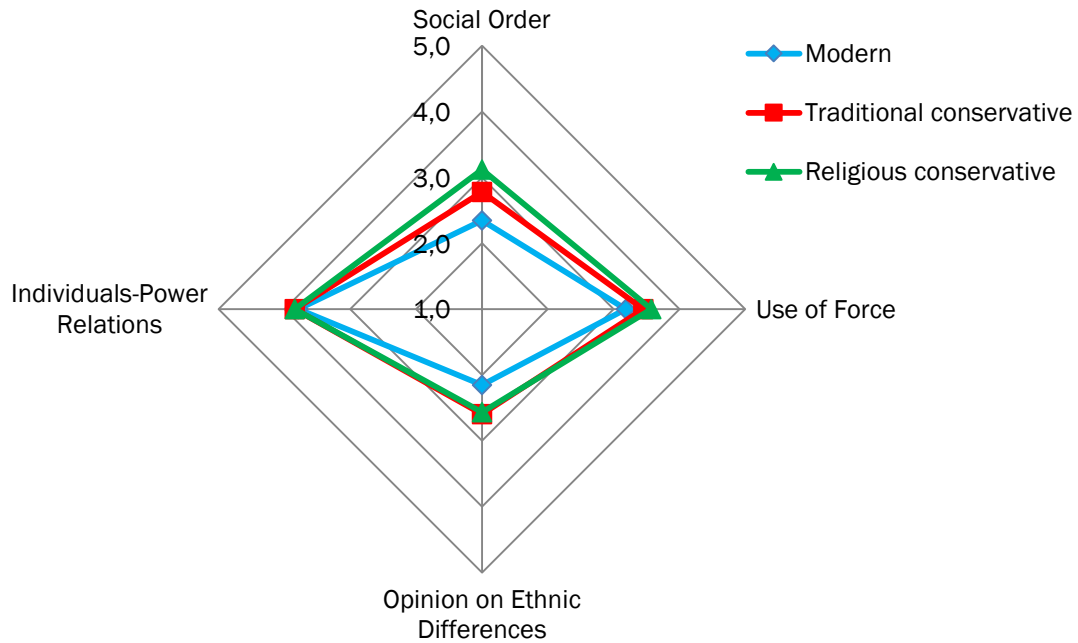 Social Order
5,0
4,0
3,0
2,0
1,0
Modern
Traditional conservative
Religious conservative
Individuals-Power
Relations
Use of Force
Opinion on Ethnic
Differences